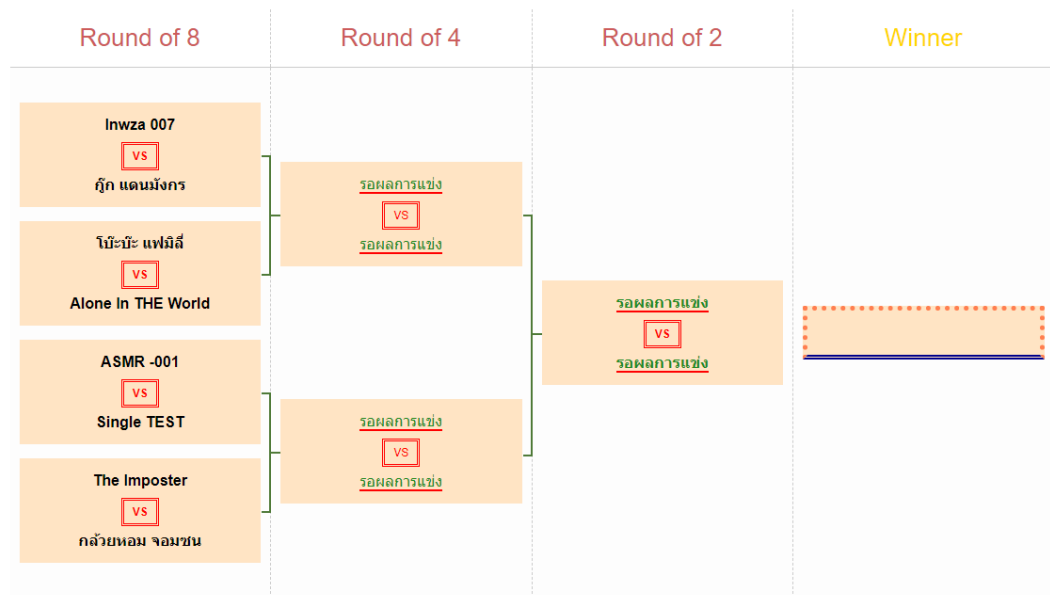 Round of 8
Round of 4
Round of 2
Winner
Inwza 007
VS
กุ๊ก แดนมังกร
โบ๊ะบ๊ะ แฟมิลี่
VS
Alone In THE World
ASMR -001
VS
Single TEST
The Imposter
VS
กล้วยหอม จอมซน
รอผลการแข่ง
VS
รอผลการแข่ง
รอผลการแข่ง
VS
รอผลการแข่ง
รอผลการแข่ง
VS
รอผลการแข่ง